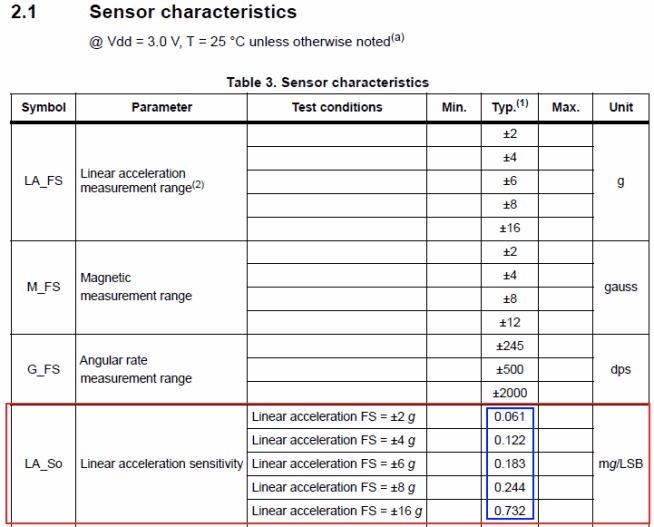 2.1 Sensor characteristics
@ Vdd = 3.0 V, T = 25 °C unless otherwise noted(a)
Table 3. Sensor characteristics
Symbol Parameter Test conditions Min. Typ.(1) Max. Unit
LA_FS Linear acceleration measurement range(2) ±2 g
±4
±6
±8
±16
M_FS Magnetic measurement range ±2 gauss
±4
±8
±12
G_FS Angular rate measurement range ±245 dps
±500
±2000
LA_So Linear acceleration sensitivity Linear acceleration FS = ±2 g 0.061 mg/LSB
Linear acceleration FS = ±4 g 0.122
Linear acceleration FS = ±6 g 0.183
Linear acceleration FS = ±8 g 0.244
Linear acceleration FS = ±16 g 0.732